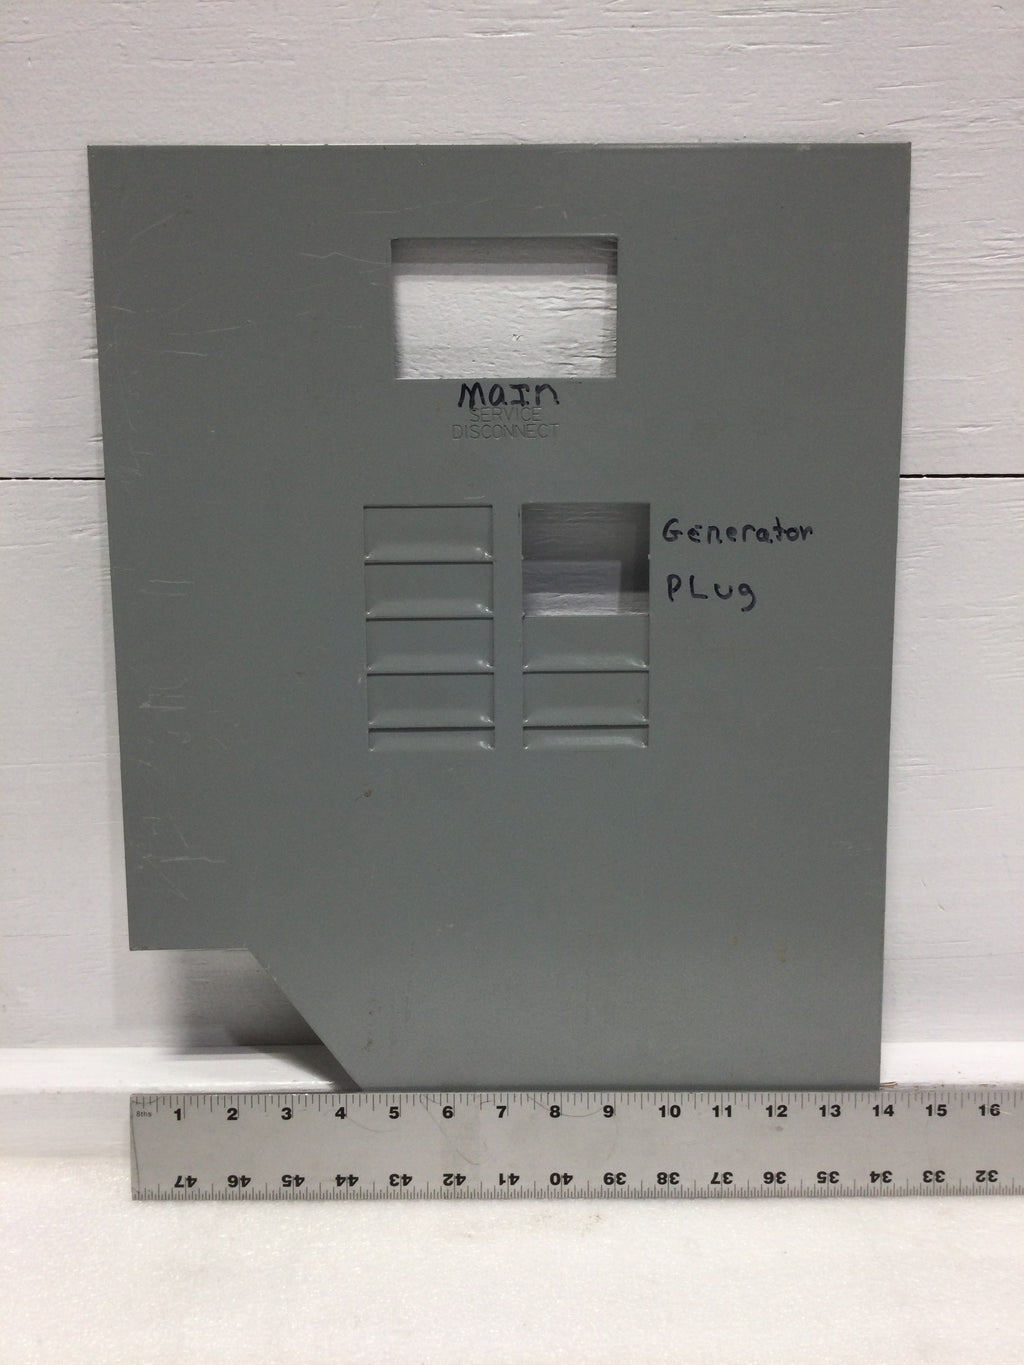 Main
SERVICE
DISCONNECT
Generator
PLug
8ths 1 2 3 4 5 6 7 8 9 10 11 12 13 14 15 16
47 46 45 44 43 42 41 40 39 38 37 36 35 34 33 32